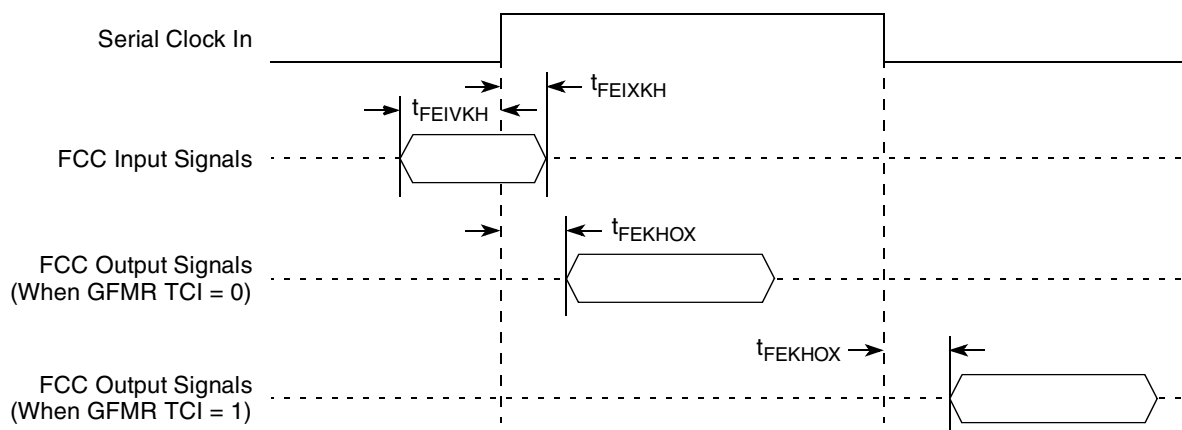 Serial Clock In
tFEIXKH
tFEIVKH
FCC Input Signals
tFEKHOX
FCC Output Signals
(When GFMR TCI = 0)
tFEKHOX
FCC Output Signals
(When GFMR TCI = 1)